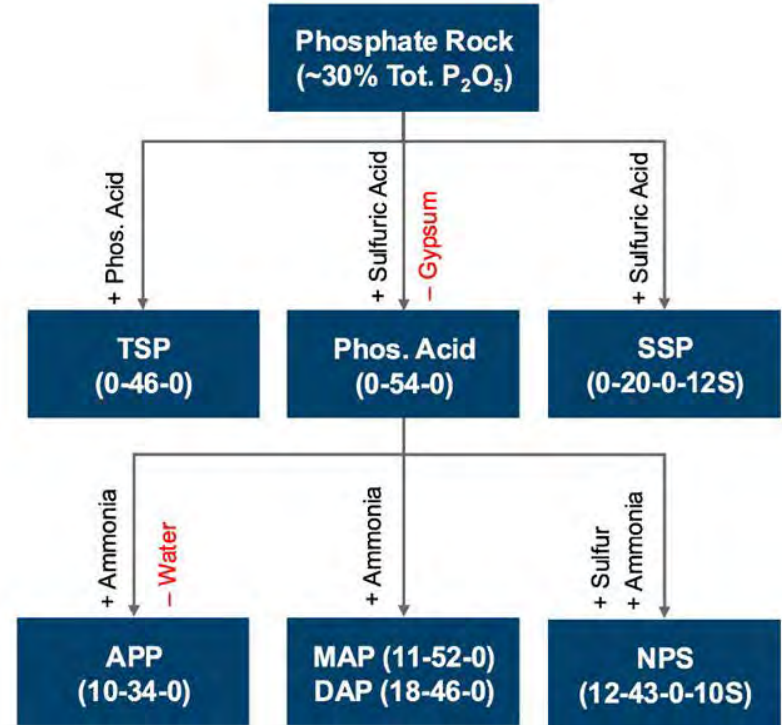 Phosphate Rock
(~30% Tot. P₂O₅)
+ Phos. Acid
+ Sulfuric Acid
– Gypsum
+ Sulfuric Acid
TSP
(0-46-0)
Phos. Acid
(0-54-0)
SSP
(0-20-0-12S)
+ Ammonia
– Water
+ Ammonia
+ Sulfur
+ Ammonia
APP
(10-34-0)
MAP (11-52-0)
DAP (18-46-0)
NPS
(12-43-0-10S)